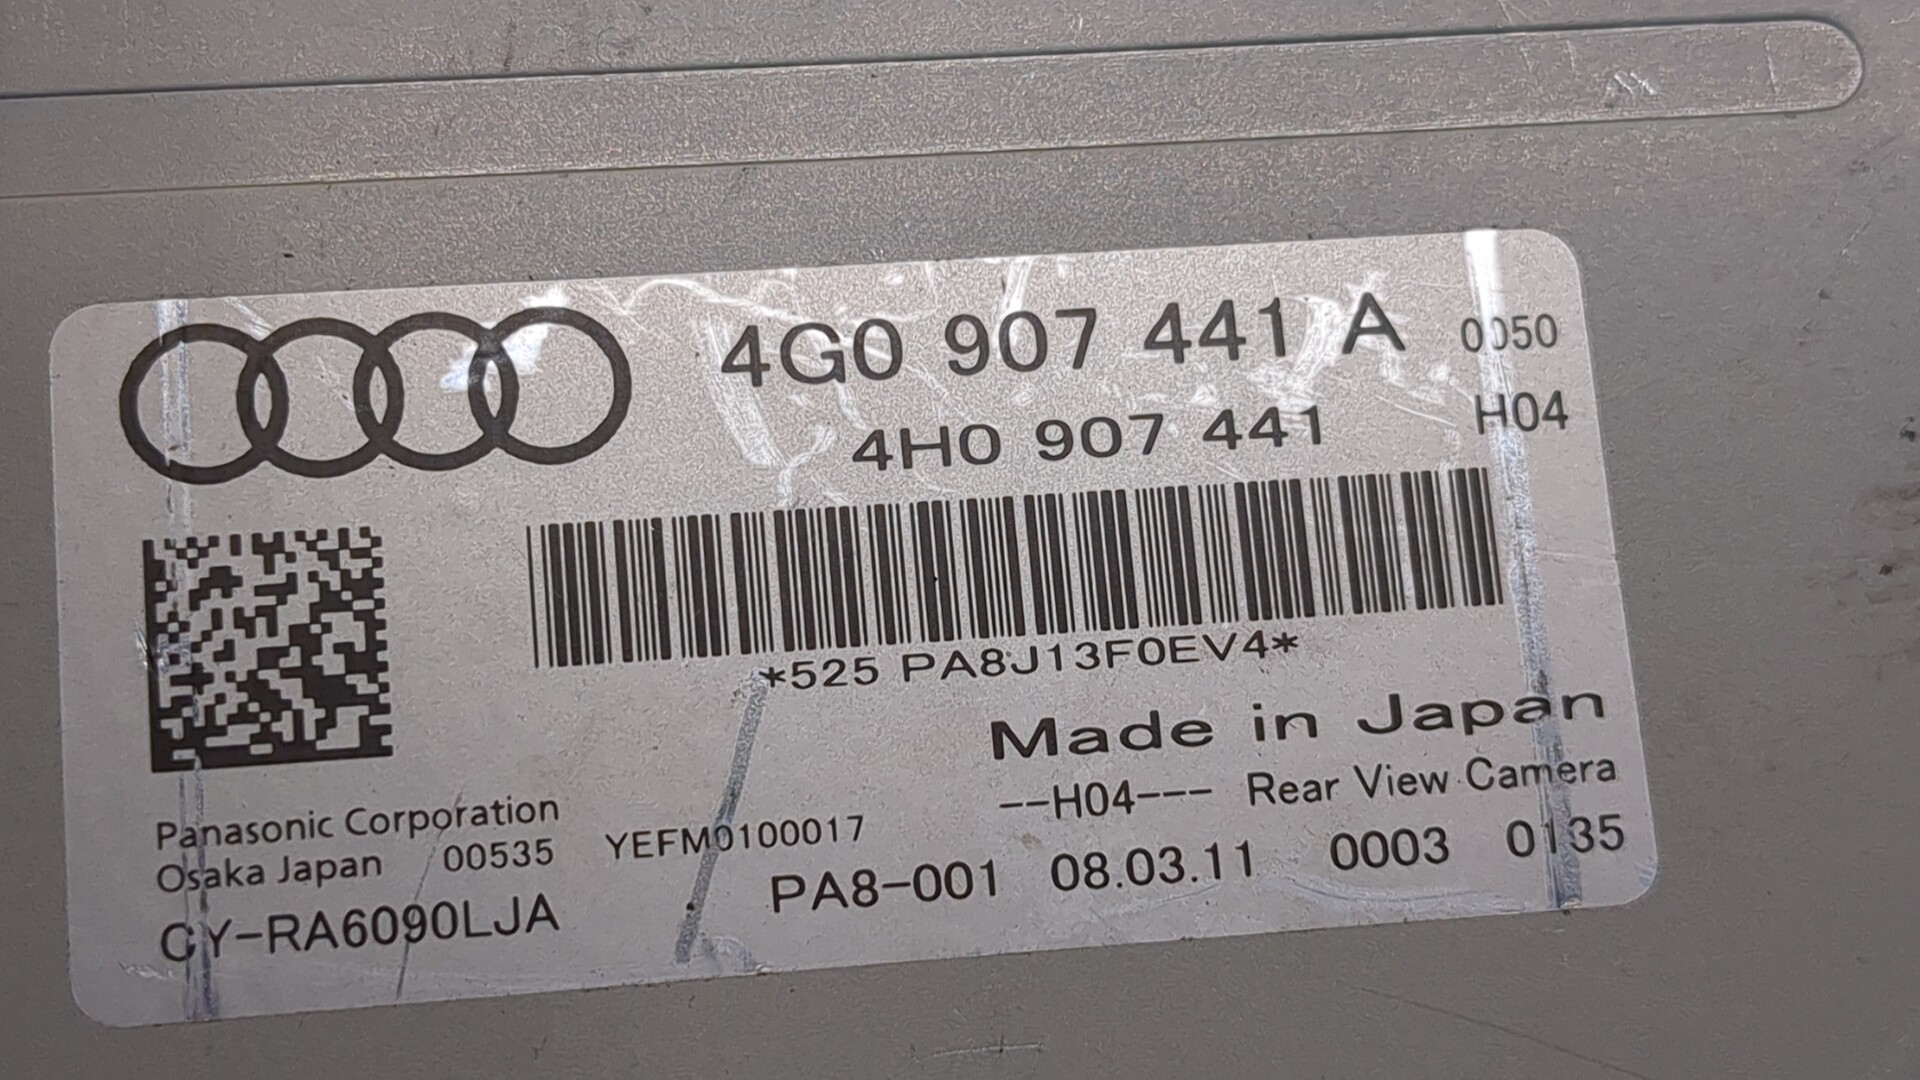 4G0 907 441 A 0050
4H0 907 441 H04
*525 PA8J13F0EV4*
Made in Japan
--H04--- Rear View Camera
Panasonic Corporation
Osaka Japan 00535 YEFM0100017
PA8-001 08.03.11 0003 0135
CY-RA6090LJA